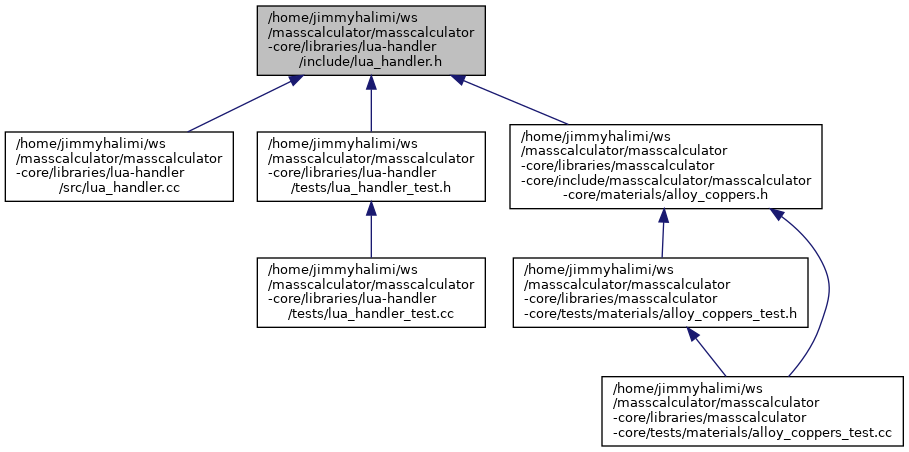 /home/jimmyhalimi/ws
/masscalculator/masscalculator
-core/libraries/lua-handler
/include/lua_handler.h
/home/jimmyhalimi/ws
/masscalculator/masscalculator
-core/libraries/lua-handler
/src/lua_handler.cc
/home/jimmyhalimi/ws
/masscalculator/masscalculator
-core/libraries/lua-handler
/tests/lua_handler_test.h
/home/jimmyhalimi/ws
/masscalculator/masscalculator
-core/libraries/masscalculator
-core/include/masscalculator/masscalculator
-core/materials/alloy_coppers.h
/home/jimmyhalimi/ws
/masscalculator/masscalculator
-core/libraries/lua-handler
/tests/lua_handler_test.cc
/home/jimmyhalimi/ws
/masscalculator/masscalculator
-core/libraries/masscalculator
-core/tests/materials/alloy_coppers_test.h
/home/jimmyhalimi/ws
/masscalculator/masscalculator
-core/libraries/masscalculator
-core/tests/materials/alloy_coppers_test.cc